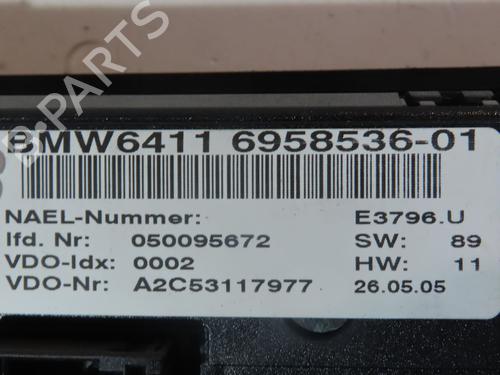 B PARTS
BMW6411 6958536-01
NAEL-Nummer: E3796.U
lfd. Nr: 050095672 SW: 89
VDO-Idx: 0002 HW: 11
VDO-Nr: A2C53117977 26.05.05